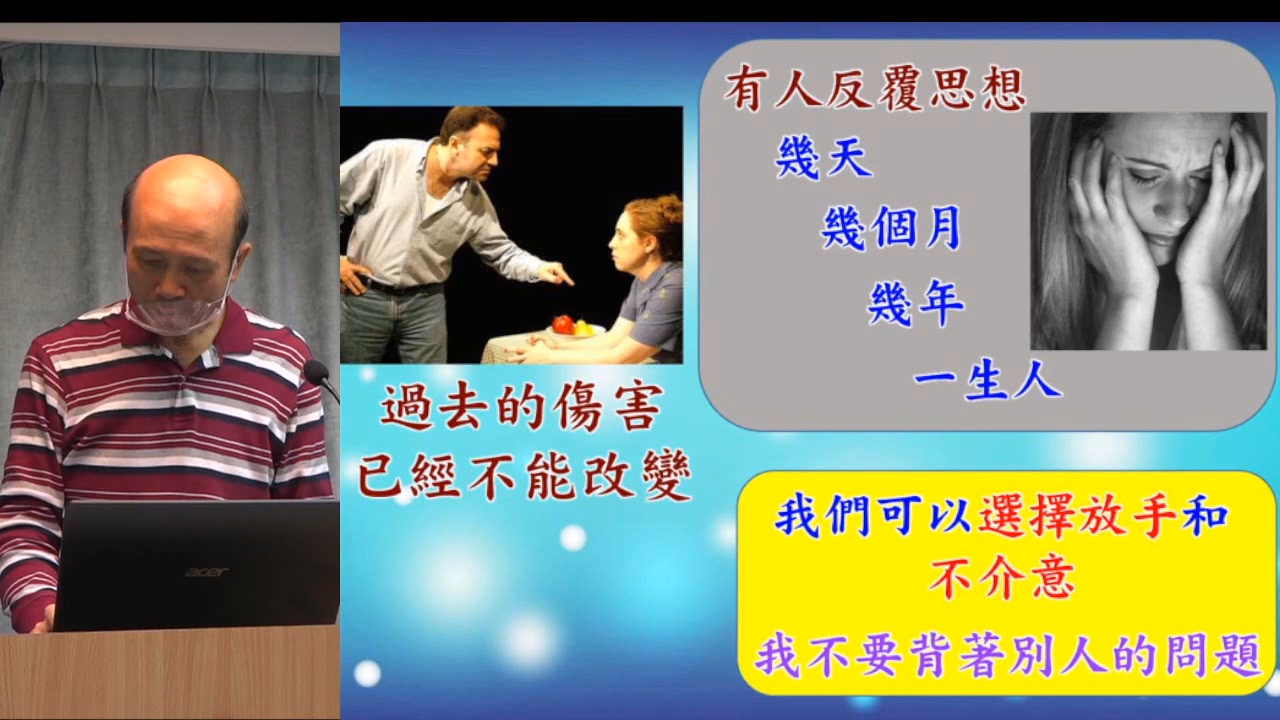 有人反覆思想
幾天
幾個月
幾年
一生人
過去的傷害
已經不能改變
我們可以選擇放手和
不介意
我不要背著別人的問題
acer